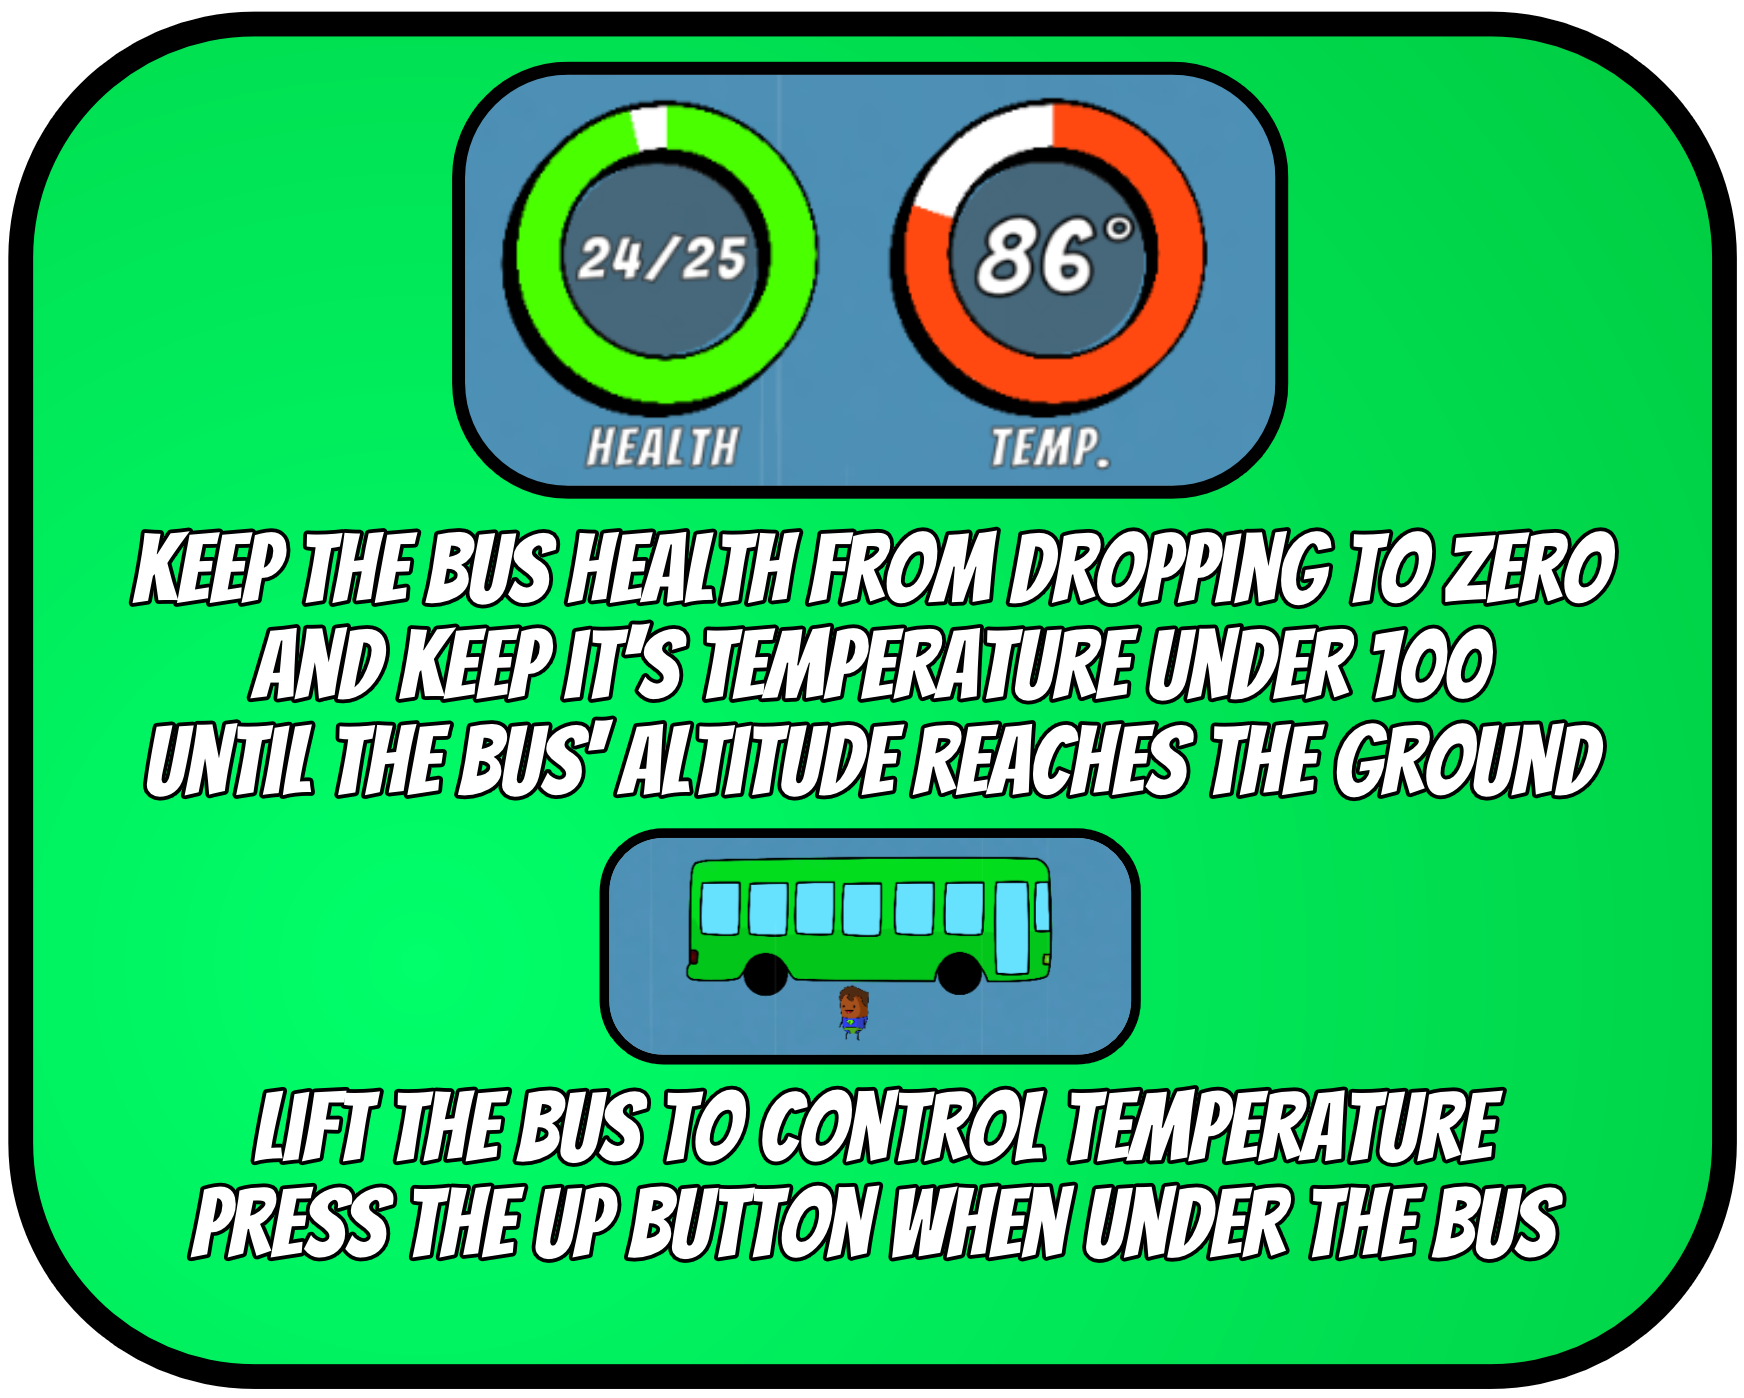 24/25
86°
HEALTH
TEMP.
KEEP THE BUS HEALTH FROM DROPPING TO ZERO
AND KEEP IT'S TEMPERATURE UNDER 100
UNTIL THE BUS' ALTITUDE REACHES THE GROUND
LIFT THE BUS TO CONTROL TEMPERATURE
PRESS THE UP BUTTON WHEN UNDER THE BUS